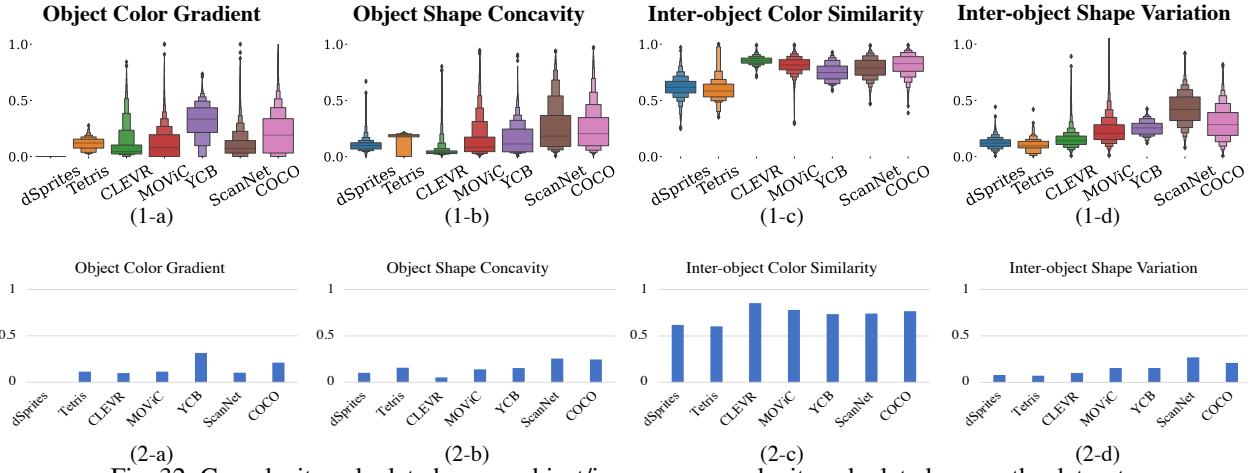 Object Color Gradient
Object Shape Concavity
Inter-object Color Similarity
Inter-object Shape Variation
1.0
0.5
0.0
dSprites
Tetris
CLEVR
MOViC
YCB
ScanNet
COCO
(1-a)
1.0
0.5
0.0
dSprites
Tetris
CLEVR
MOViC
YCB
ScanNet
COCO
(1-b)
1.0
0.5
0.0
dSprites
Tetris
CLEVR
MOViC
YCB
ScanNet
COCO
(1-c)
1.0
0.5
0.0
dSprites
Tetris
CLEVR
MOViC
YCB
ScanNet
COCO
(1-d)
Object Color Gradient
1
0.5
0
dSprites
Tetris
CLEVR
MOViC
YCB
ScanNet
COCO
(2-a)
Object Shape Concavity
1
0.5
0
dSprites
Tetris
CLEVR
MOViC
YCB
ScanNet
COCO
(2-b)
Inter-object Color Similarity
1
0.5
0
dSprites
Tetris
CLEVR
MOViC
YCB
ScanNet
COCO
(2-c)
Inter-object Shape Variation
1
0.5
0
dSprites
Tetris
CLEVR
MOViC
YCB
ScanNet
COCO
(2-d)